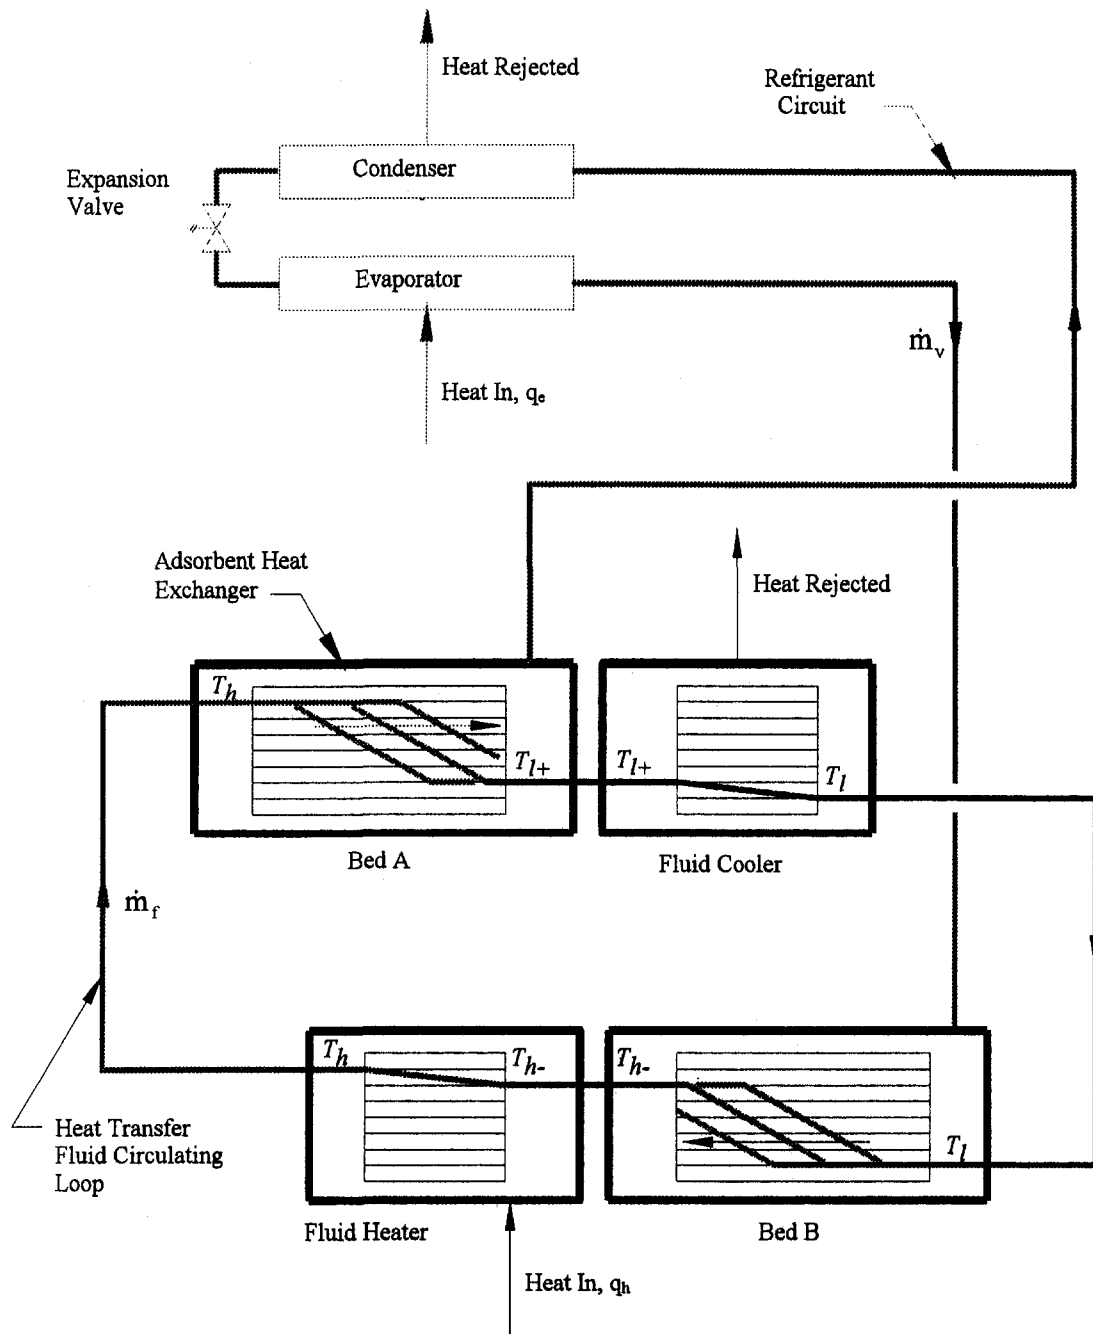 Heat Rejected
Refrigerant
Circuit
Condenser
Expansion
Valve
Evaporator
ṁv
Heat In, qe
Adsorbent Heat
Exchanger
Heat Rejected
Th
Tl+
Tl+
Tl
Bed A
Fluid Cooler
ṁf
Th
Th-
Th-
Tl
Heat Transfer
Fluid Circulating
Loop
Fluid Heater
Bed B
Heat In, qh